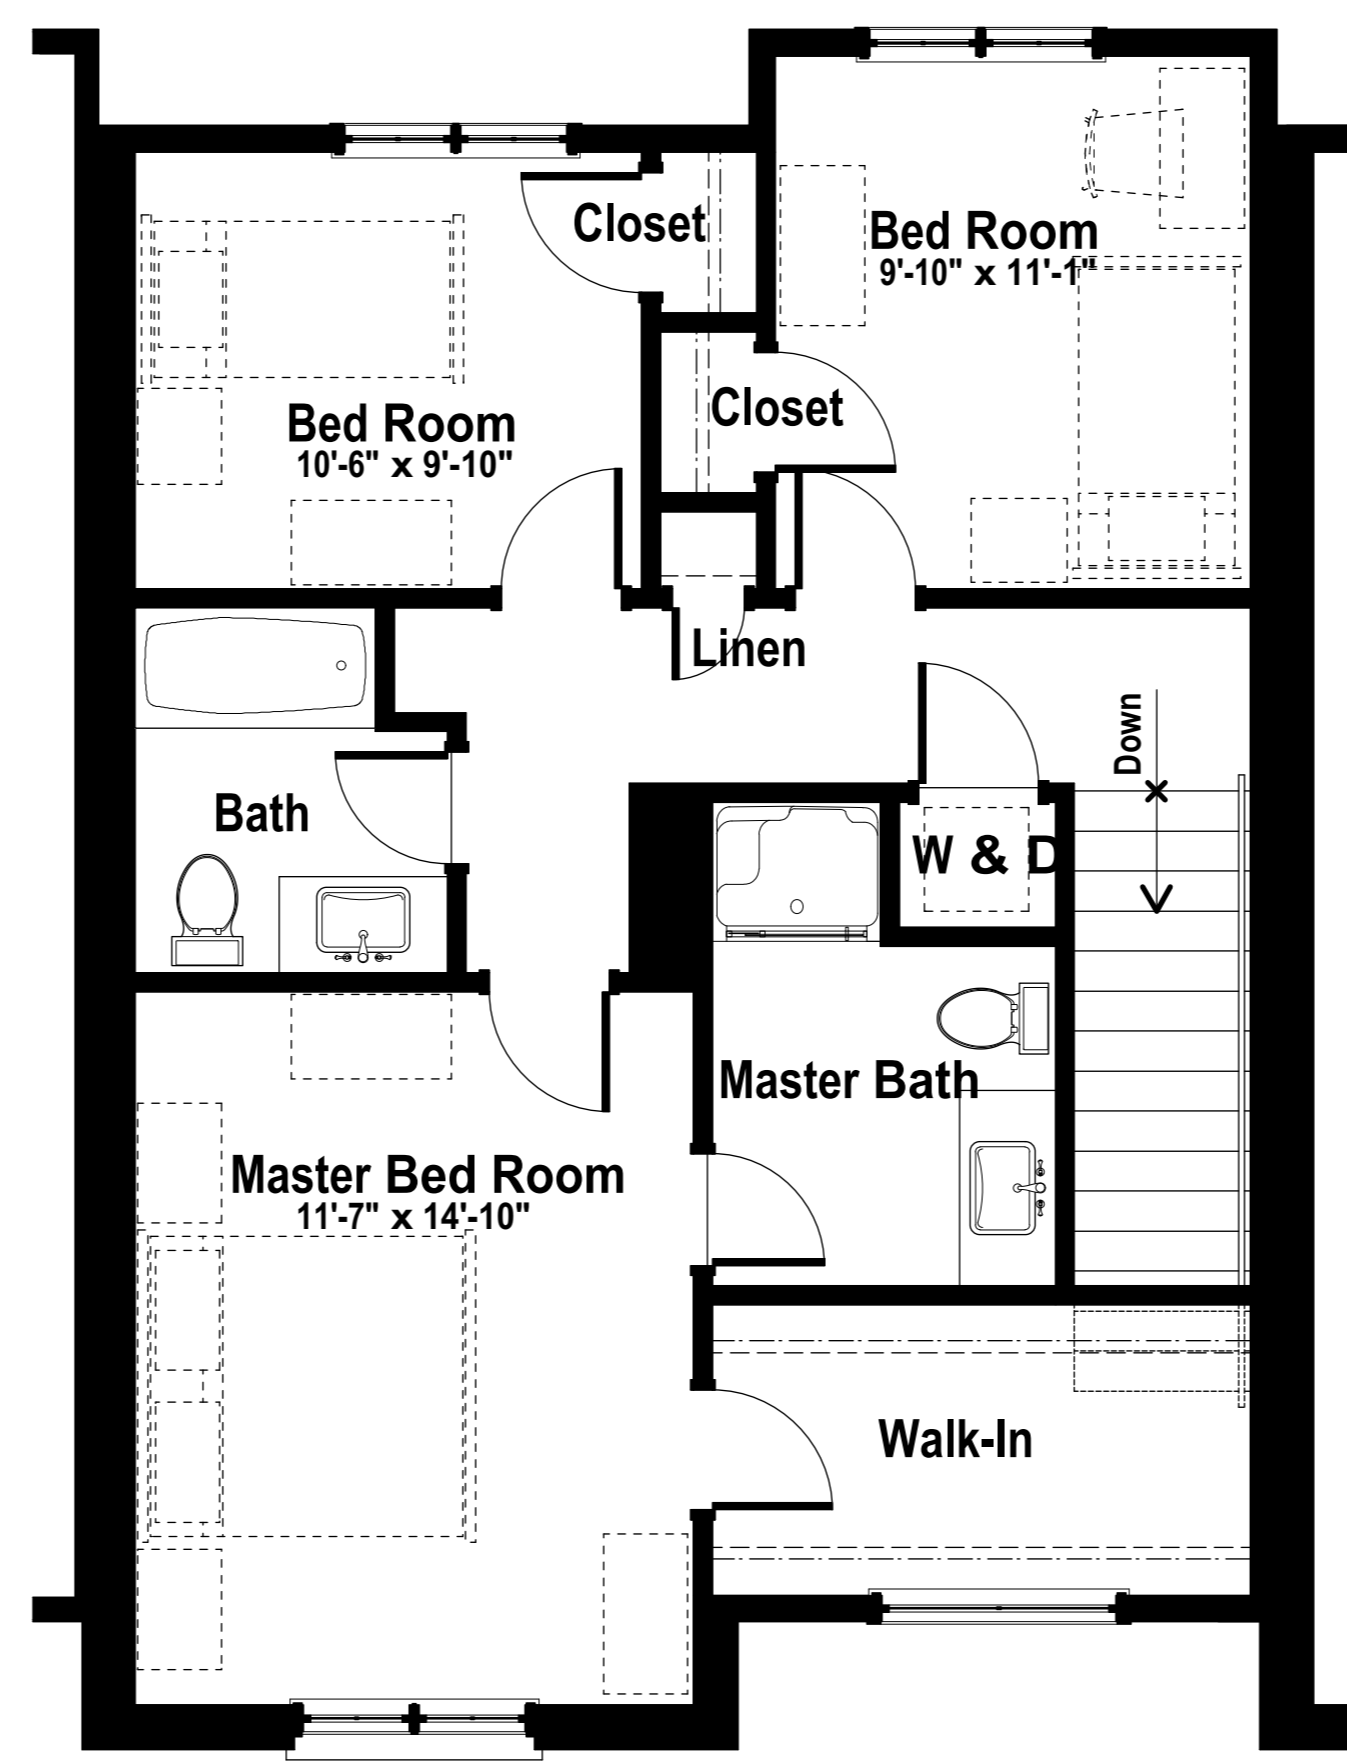 Closet
Bed Room
9'-10" x 11'-1"
Closet
Bed Room
10'-6" x 9'-10"
Linen
Down
Bath
W & D
Master Bath
Master Bed Room
11'-7" x 14'-10"
Walk-In